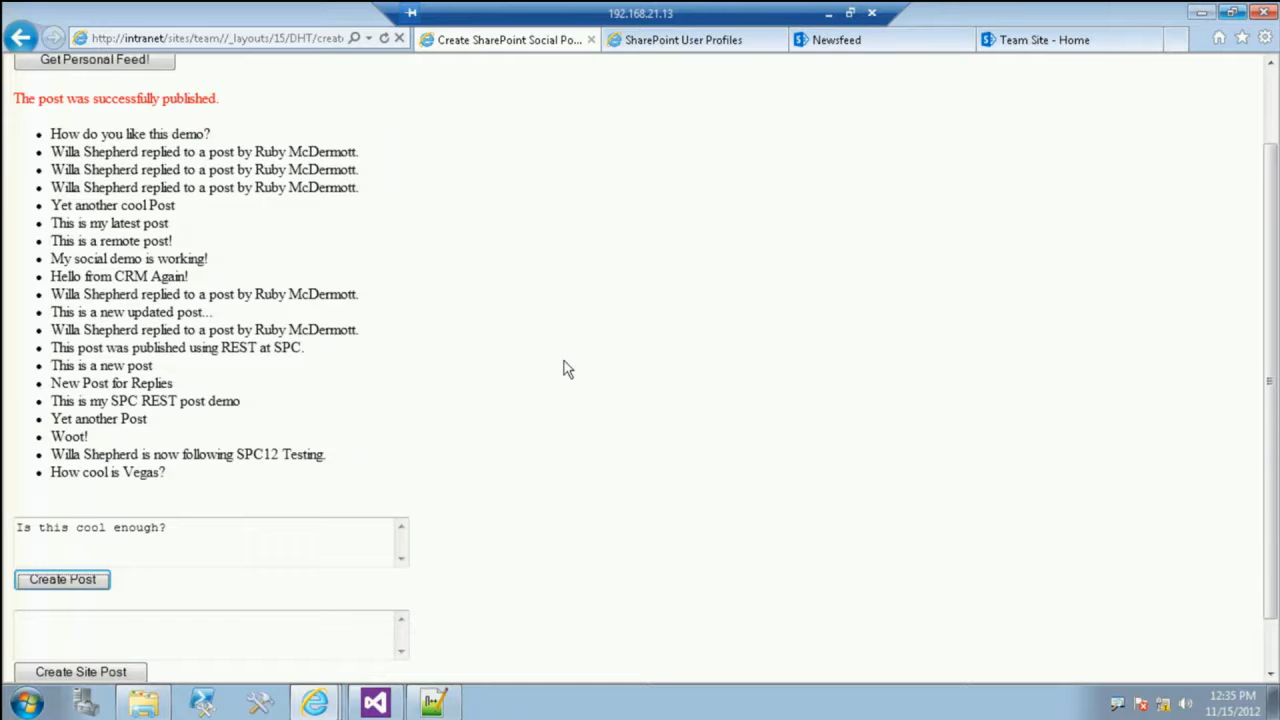 192.168.21.13
http://intranet/sites/team//_layouts/15/DHT/create
Create SharePoint Social Po...
SharePoint User Profiles
Newsfeed
Team Site - Home
Get Personal Feed!
The post was successfully published.
How do you like this demo?
Willa Shepherd replied to a post by Ruby McDermott.
Willa Shepherd replied to a post by Ruby McDermott.
Willa Shepherd replied to a post by Ruby McDermott.
Yet another cool Post
This is my latest post
This is a remote post!
My social demo is working!
Hello from CRM Again!
Willa Shepherd replied to a post by Ruby McDermott.
This is a new updated post...
Willa Shepherd replied to a post by Ruby McDermott.
This post was published using REST at SPC.
This is a new post
New Post for Replies
This is my SPC REST post demo
Yet another Post
Woot!
Willa Shepherd is now following SPC12 Testing.
How cool is Vegas?
Is this cool enough?
Create Post
Create Site Post
12:35 PM
11/15/2012